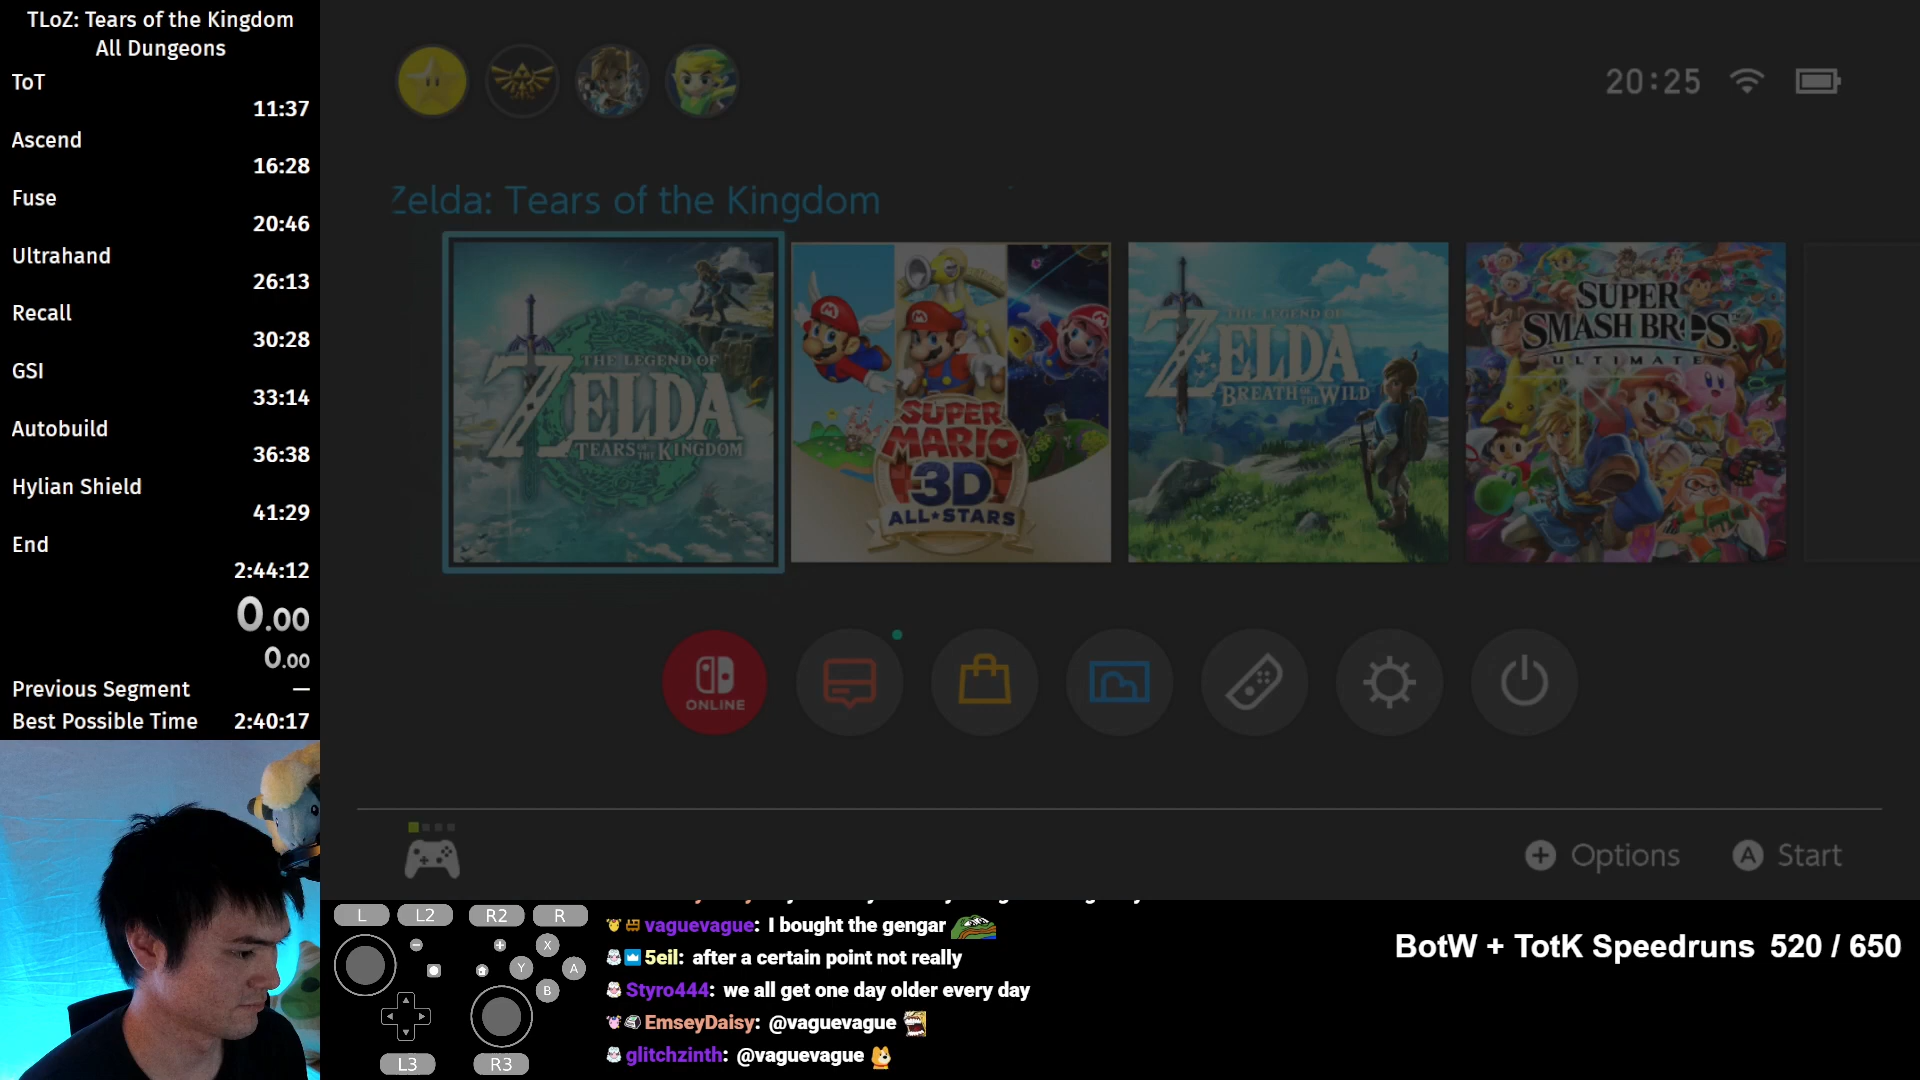 TLoZ: Tears of the Kingdom
All Dungeons
ToT
11:37
Ascend
16:28
Fuse
20:46
Ultrahand
26:13
Recall
30:28
GSI
33:14
Autobuild
36:38
Hylian Shield
41:29
End
2:44:12
0.00
0.00
Previous Segment —
Best Possible Time 2:40:17
20:25
Zelda: Tears of the Kingdom
THE LEGEND OF
ZELDA
TEARS OF THE KINGDOM
SUPER
MARIO
3D
ALL★STARS
THE LEGEND OF
ZELDA
BREATH OF THE WILD
SUPER
SMASH BROS.
ULTIMATE
ONLINE
+ Options A Start
L L2 R2 R
X
Y A
B
L3 R3
vaguevague: I bought the gengar
5eil: after a certain point not really
Styro444: we all get one day older every day
EmseyDaisy: @vaguevague
glitchzinth: @vaguevague
BotW + TotK Speedruns 520 / 650